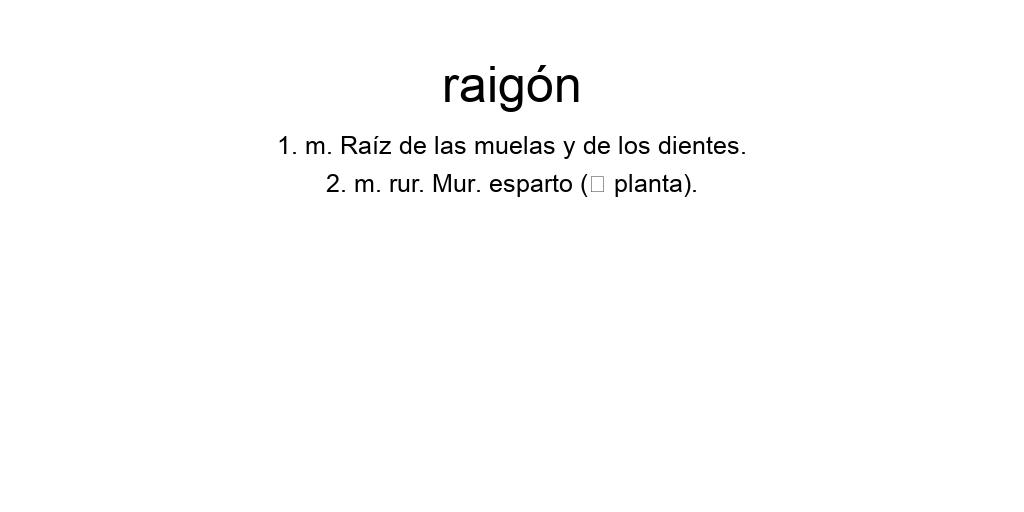 raigón
1. m. Raíz de las muelas y de los dientes.
2. m. rur. Mur. esparto (□ planta).